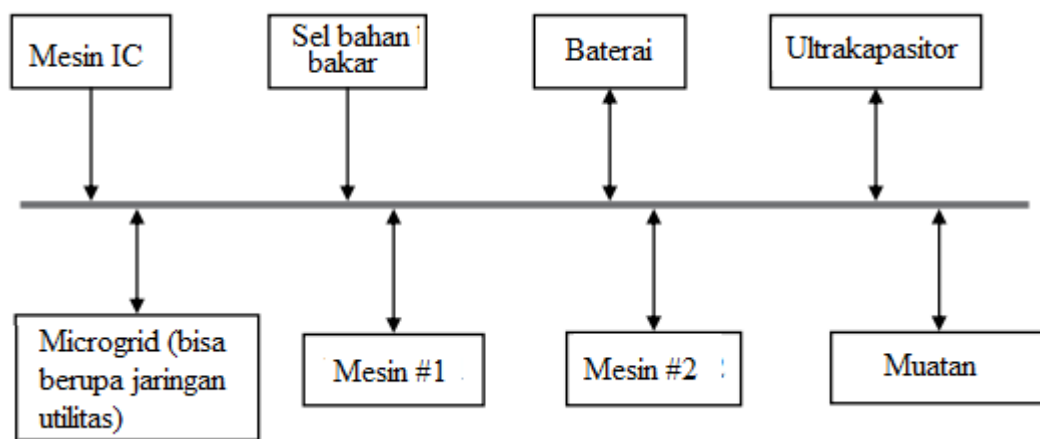 Mesin IC
Sel bahan
bakar
Baterai
Ultrakapasitor
Microgrid (bisa
berupa jaringan
utilitas)
Mesin #1
Mesin #2
Muatan